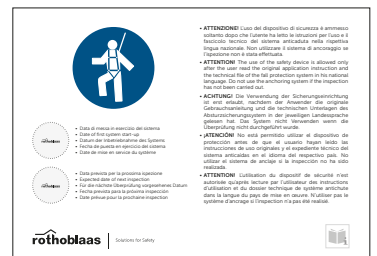 • ATTENZIONE! L'uso del dispositivo di sicurezza è ammesso
soltanto dopo che l'utente ha letto le istruzioni per l'uso e il
fascicolo tecnico del sistema anticaduta nella rispettiva
lingua nazionale. Non utilizzare il sistema di ancoraggio se
l'ispezione non è stata effettuata.
• ATTENTION! The use of the safety device is allowed only
after the user read the original application instruction and
the technical file of the fall protection system in his national
language. Do not use the anchoring system if the inspection
has not been carried out.
• ACHTUNG! Die Verwendung der Sicherungseinrichtung
ist erst erlaubt, nachdem der Anwender die originale
Gebrauchsanleitung und die technischen Unterlagen des
Absturzsicherungssystem in der jeweiligen Landessprache
gelesen hat. Das System nicht Verwenden wenn die
Überprüfung nicht durchgeführt wurde.
• ¡ATENCIÓN! No está permitido utilizar el dispositivo de
protección antes de que el usuario hayan leído las
instrucciones de uso originales y el expediente técnico del
sistema anticaídas en el idioma del respectivo país. No
utilizar el sistema de anclaje si la inspección no ha sido
realizada.
• ATTENTION! L'utilisation du dispositif de sécurité n'est
autorisée qu'après lecture par l'utilisateur des instructions
d'utilisation et du dossier technique de système antichute
dans la langue du pays de mise en œuvre. N'utiliser pas le
système d'ancrage si l'inspection n'a pas été realisé.
rothoblaas
• Data di messa in esercizio del sistema
• Date of first system start-up
• Datum der Inbetriebnahme des Systems
• Fecha de puesta en ejercicio del sistema
• Date de mise en service du système
rothoblaas
• Data prevista per la prossima ispezione
• Expected date of next inspection
• Für die nächste Überprüfung vorgesehenes Datum
• Fecha prevista para la próxima inspección
• Date prévue pour la prochaine inspection
rothoblaas
Solutions for Safety